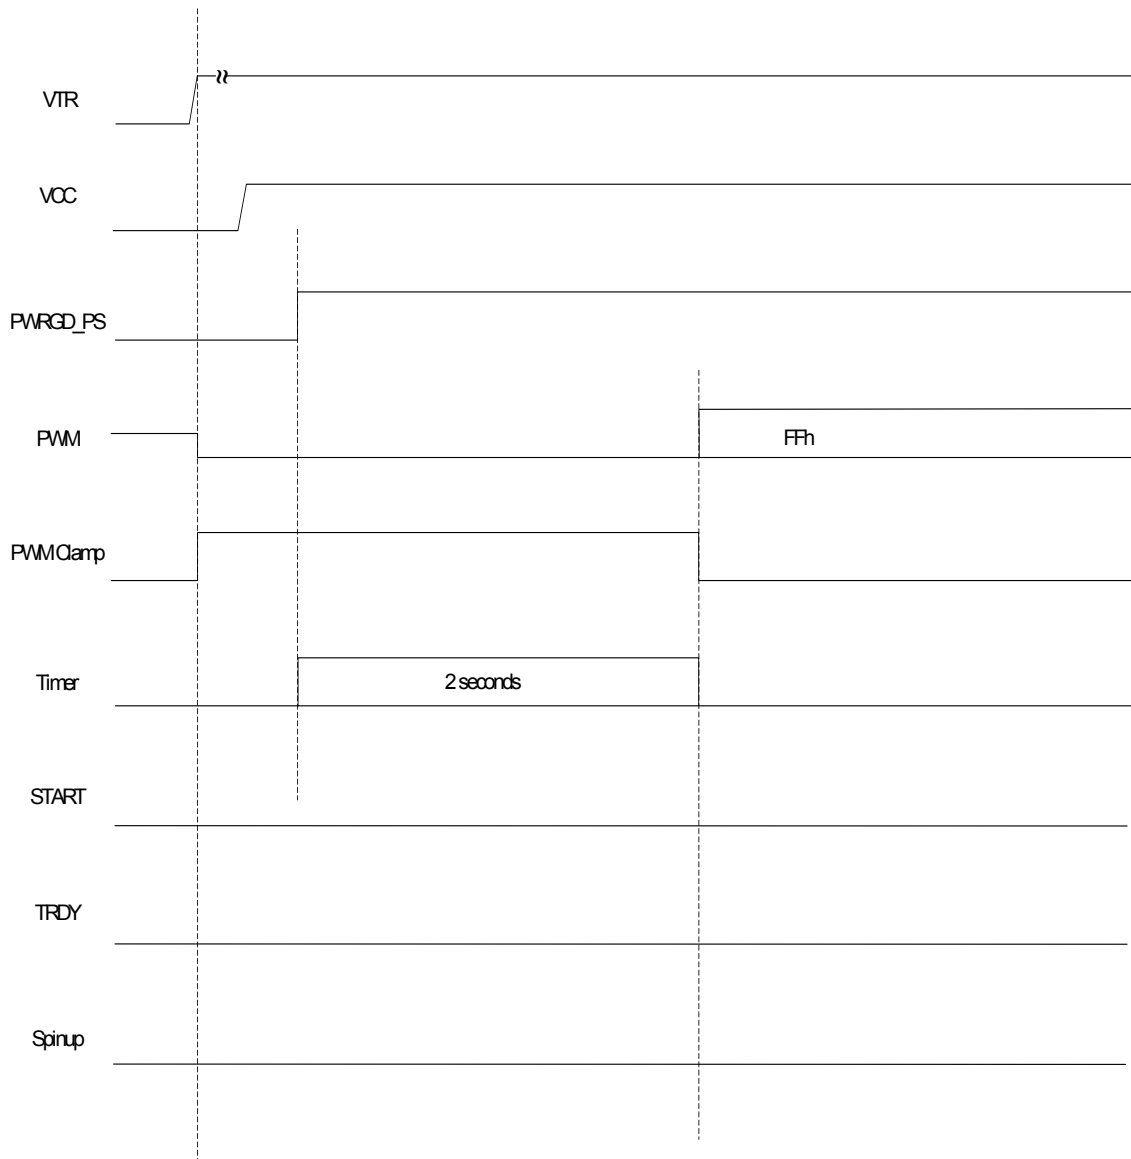 VTR
VCC
PWRGD_PS
PWM
FFh
PWM Clamp
Timer
2 seconds
START
TRDY
Spinup